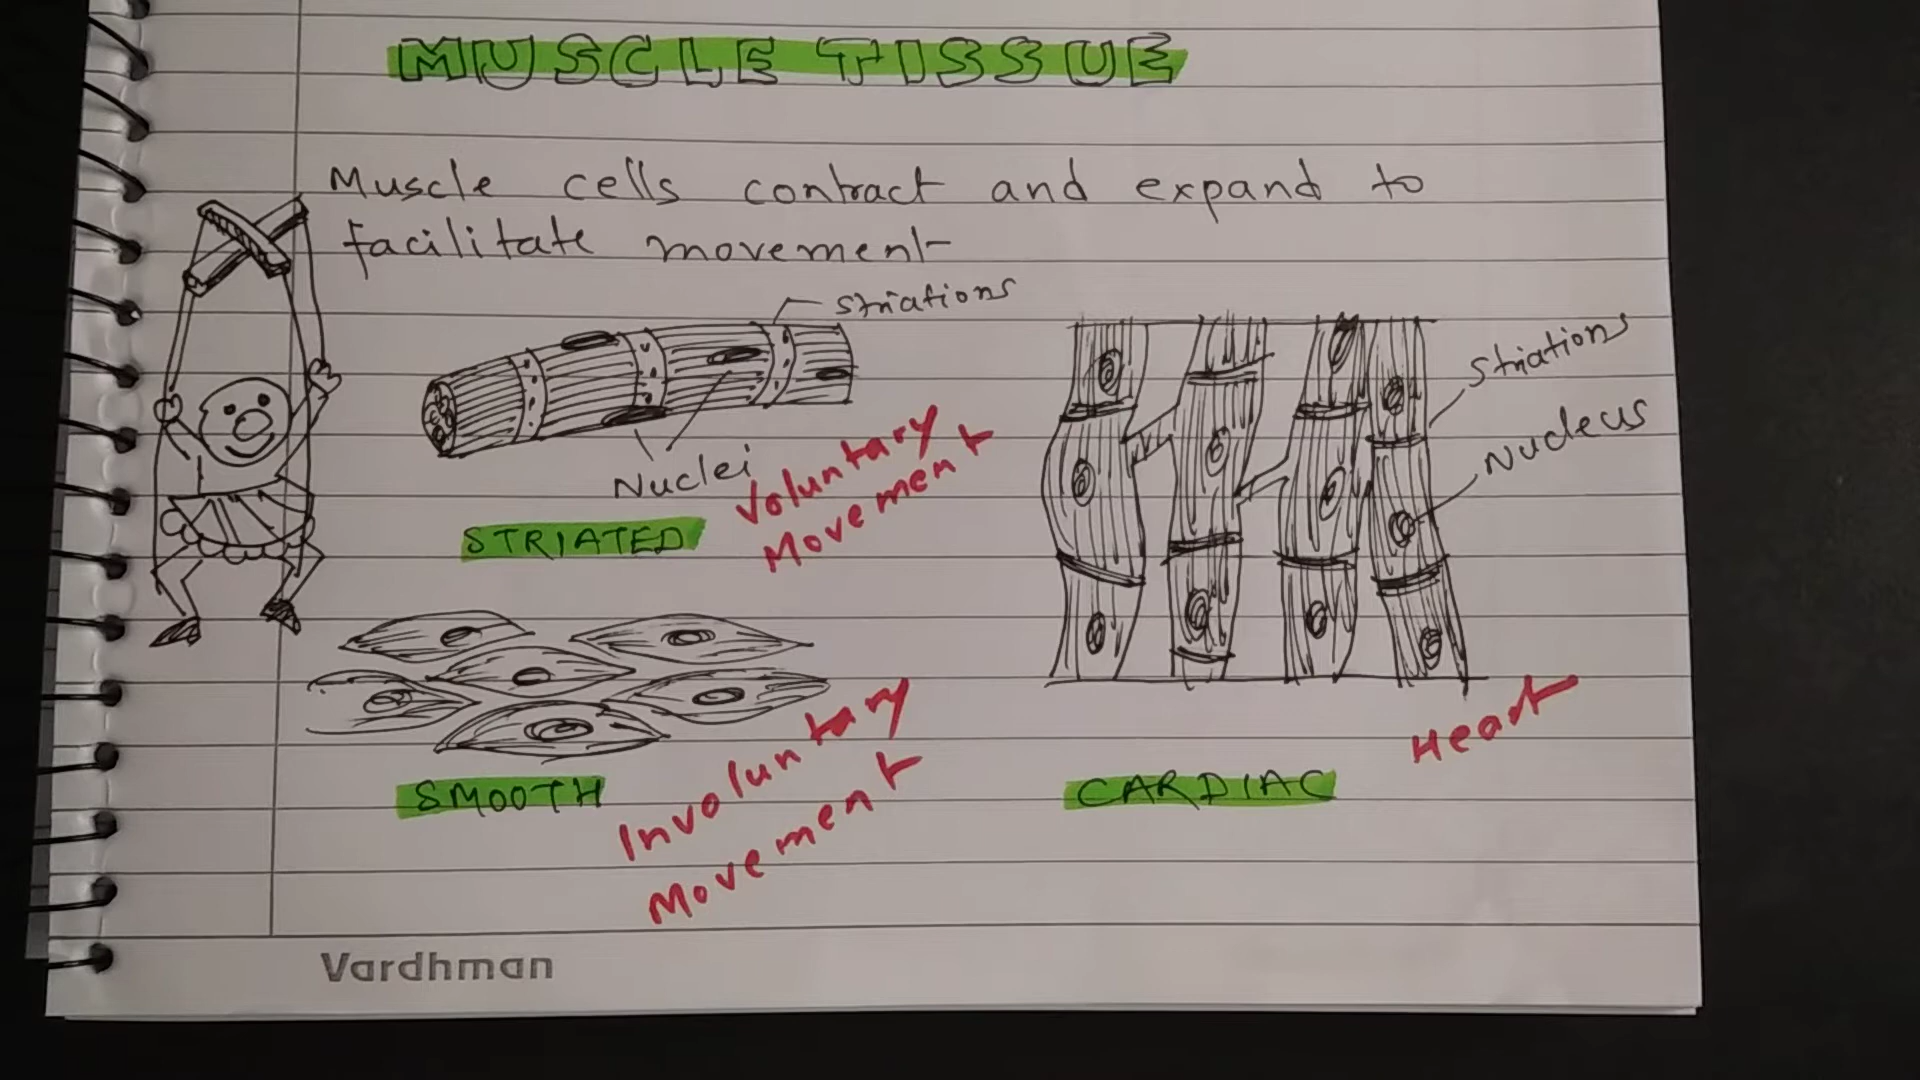 MUSCLE TISSUE
Muscle cells contract and expand to
facilitate movement
Striations
Nuclei
STRIATED
Voluntary
Movement
Striations
Nucleus
SMOOTH
Involuntary
Movement
CARDIAC
Heart
Vardhman